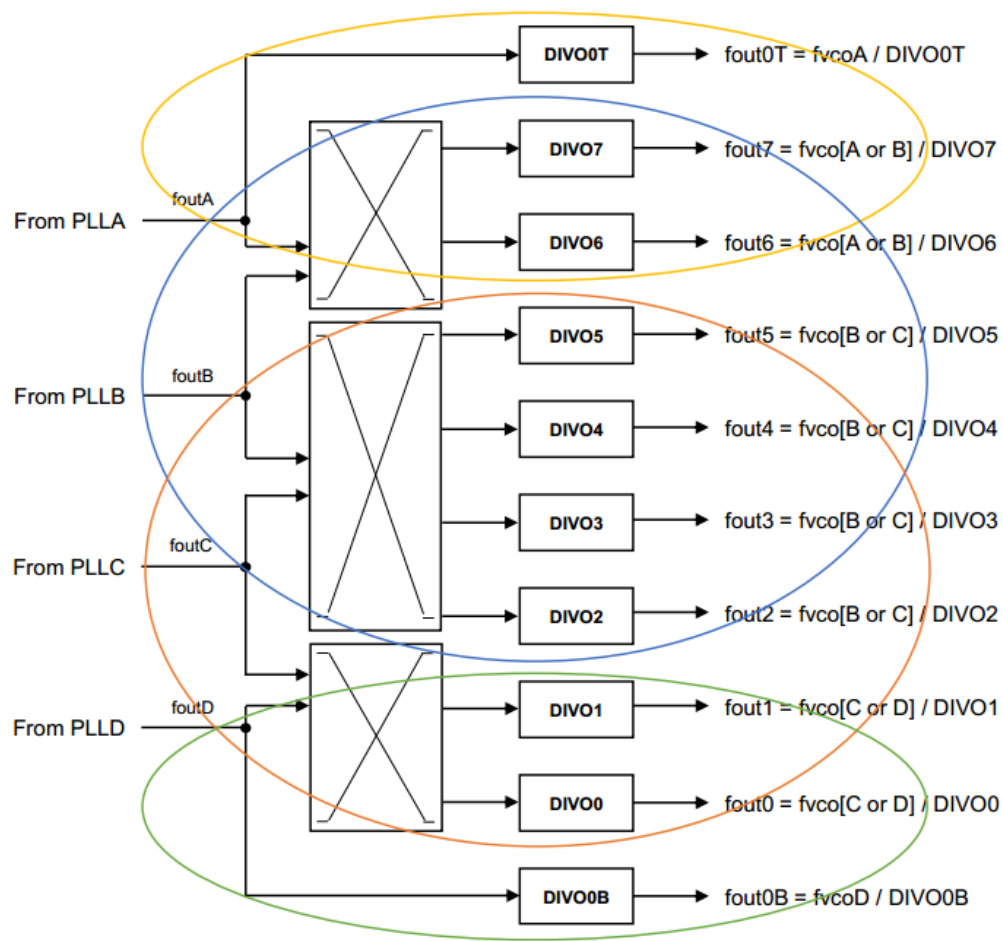 DIVO0T fout0T = fvcoA / DIVO0T
DIVO7 fout7 = fvco[A or B] / DIVO7
foutA
From PLLA
DIVO6 fout6 = fvco[A or B] / DIVO6
DIVO5 fout5 = fvco[B or C] / DIVO5
foutB
From PLLB
DIVO4 fout4 = fvco[B or C] / DIVO4
DIVO3 fout3 = fvco[B or C] / DIVO3
foutC
From PLLC
DIVO2 fout2 = fvco[B or C] / DIVO2
foutD
DIVO1 fout1 = fvco[C or D] / DIVO1
From PLLD
DIVO0 fout0 = fvco[C or D] / DIVO0
DIVO0B fout0B = fvcoD / DIVO0B